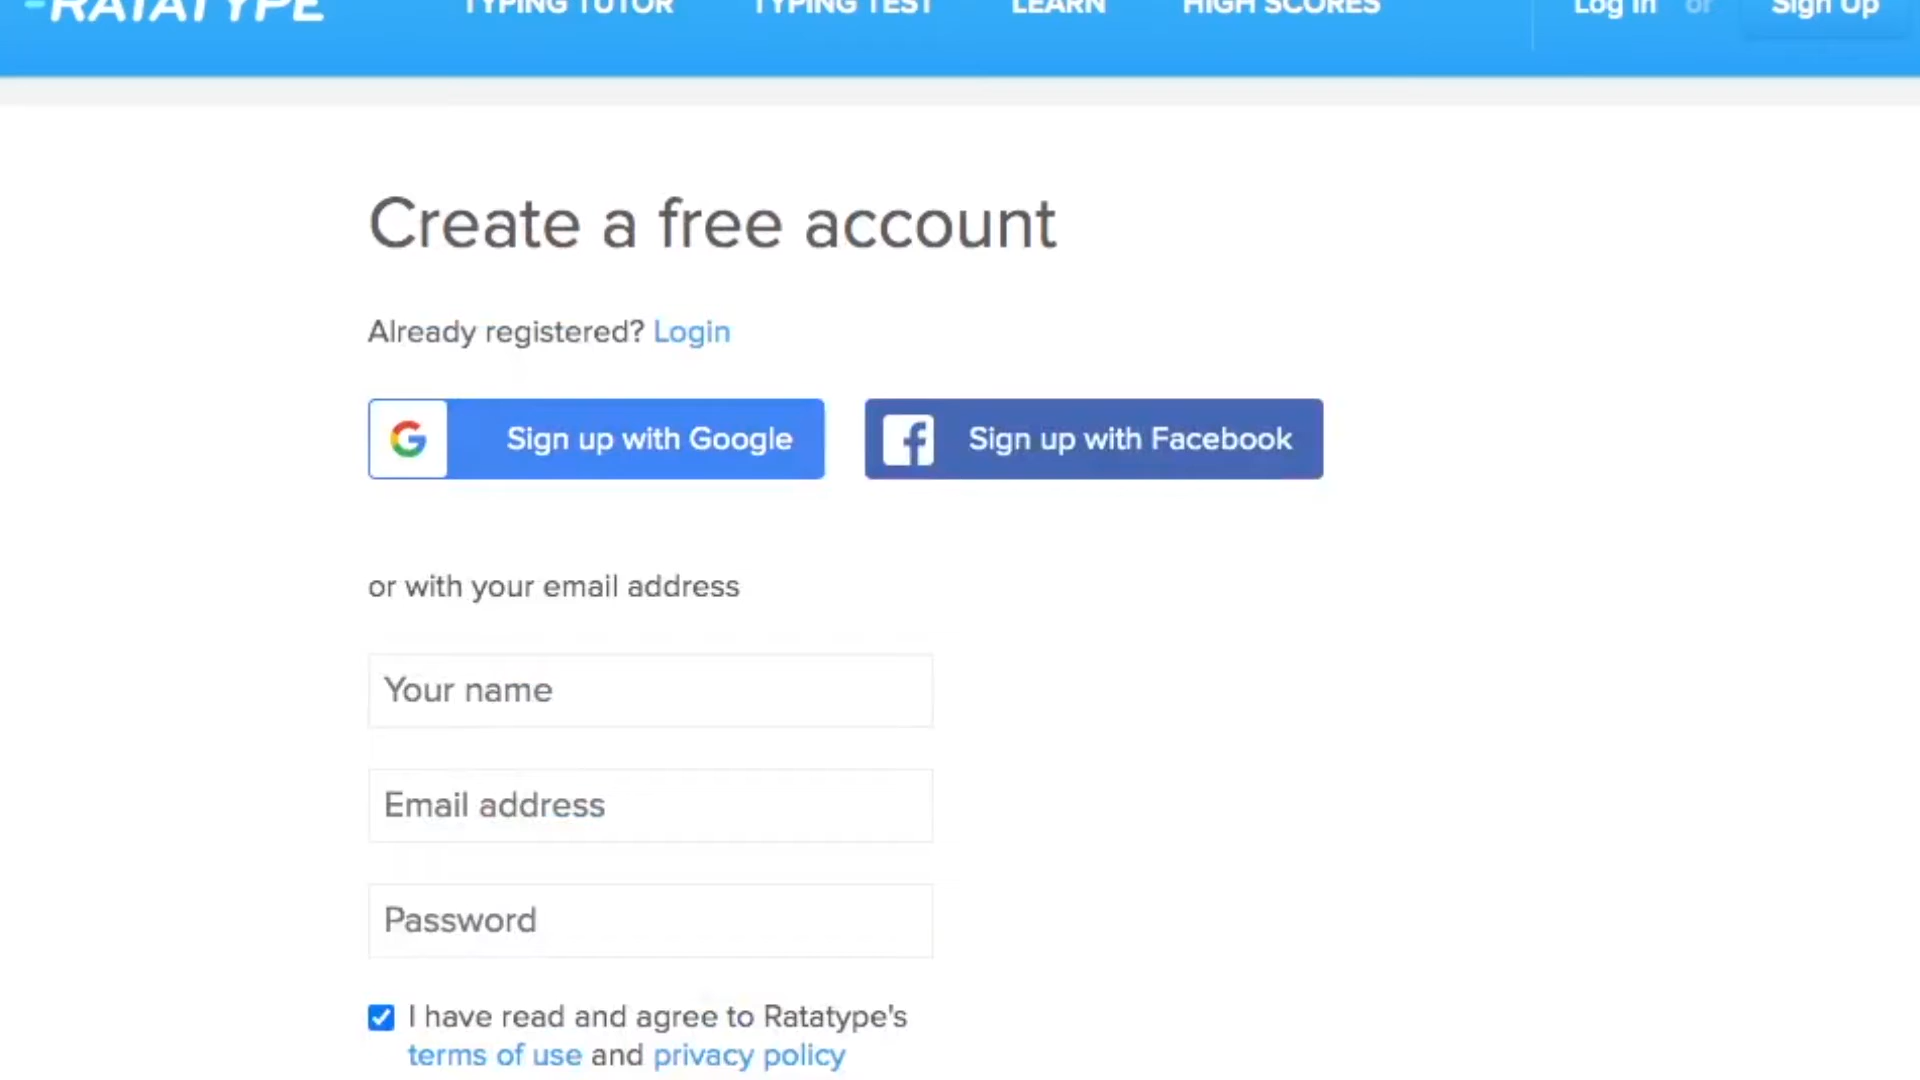 RATATYPE TYPING TUTOR TYPING TEST LEARN HIGH SCORES Log In or Sign Up
Create a free account
Already registered? Login
Sign up with Google Sign up with Facebook
or with your email address
Your name
Email address
Password
I have read and agree to Ratatype's
terms of use and privacy policy